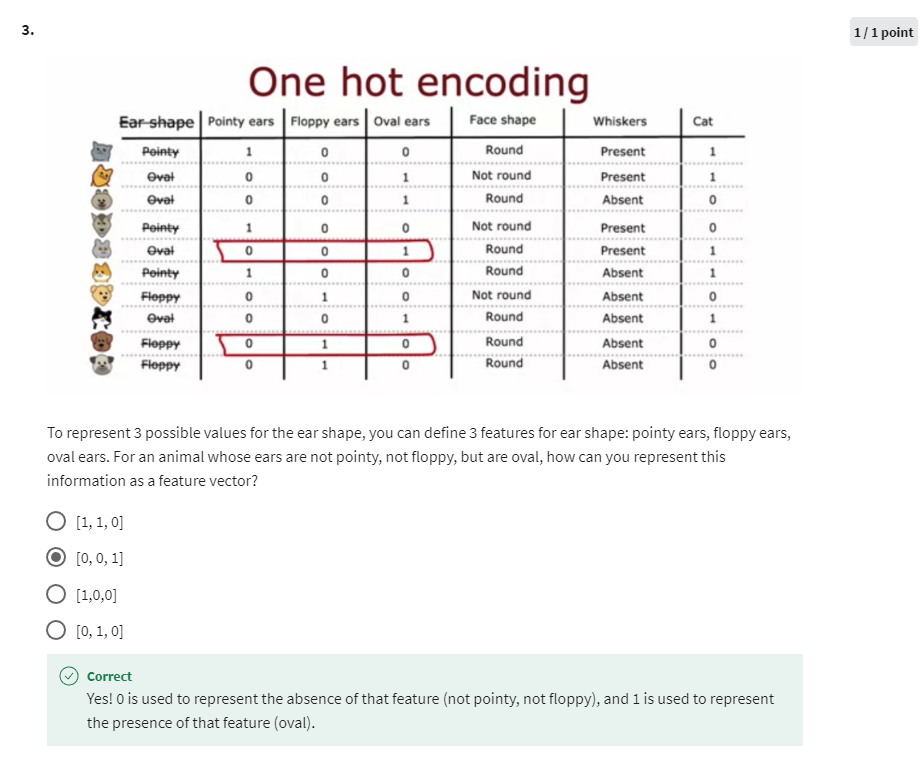 3.
1 / 1 point
One hot encoding
Ear shape Pointy ears Floppy ears Oval ears Face shape Whiskers Cat
Pointy 1 0 0 Round Present 1
Oval 0 0 1 Not round Present 1
Oval 0 0 1 Round Absent 0
Pointy 1 0 0 Not round Present 0
Oval 0 0 1 Round Present 1
Pointy 1 0 0 Round Absent 1
Floppy 0 1 0 Not round Absent 0
Oval 0 0 1 Round Absent 1
Floppy 0 1 0 Round Absent 0
Floppy 0 1 0 Round Absent 0
To represent 3 possible values for the ear shape, you can define 3 features for ear shape: pointy ears, floppy ears,
oval ears. For an animal whose ears are not pointy, not floppy, but are oval, how can you represent this
information as a feature vector?
[1, 1, 0]
[0, 0, 1]
[1,0,0]
[0, 1, 0]
Correct
Yes! 0 is used to represent the absence of that feature (not pointy, not floppy), and 1 is used to represent
the presence of that feature (oval).